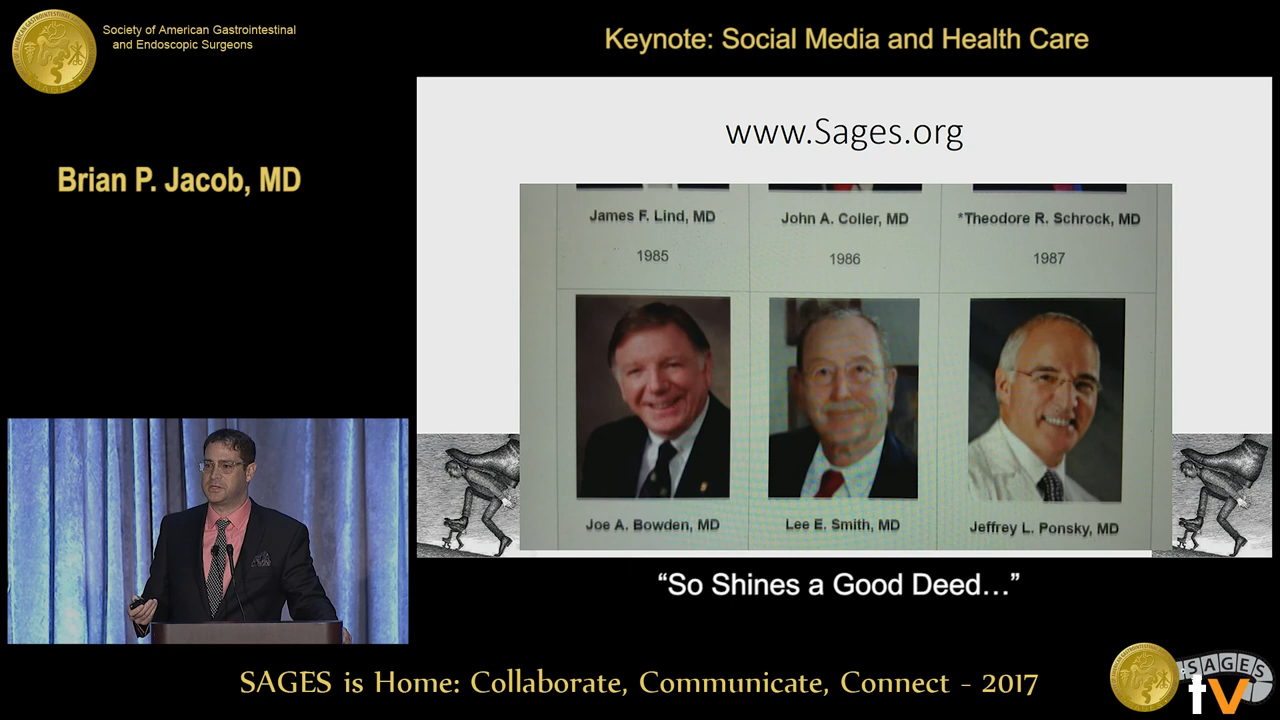 Society of American Gastrointestinal
and Endoscopic Surgeons
Keynote: Social Media and Health Care
Brian P. Jacob, MD
www.Sages.org
James F. Lind, MD
John A. Coller, MD
*Theodore R. Schrock, MD
1985
1986
1987
Joe A. Bowden, MD
Lee E. Smith, MD
Jeffrey L. Ponsky, MD
“So Shines a Good Deed…”
SAGES is Home: Collaborate, Communicate, Connect - 2017
SAGES
tv